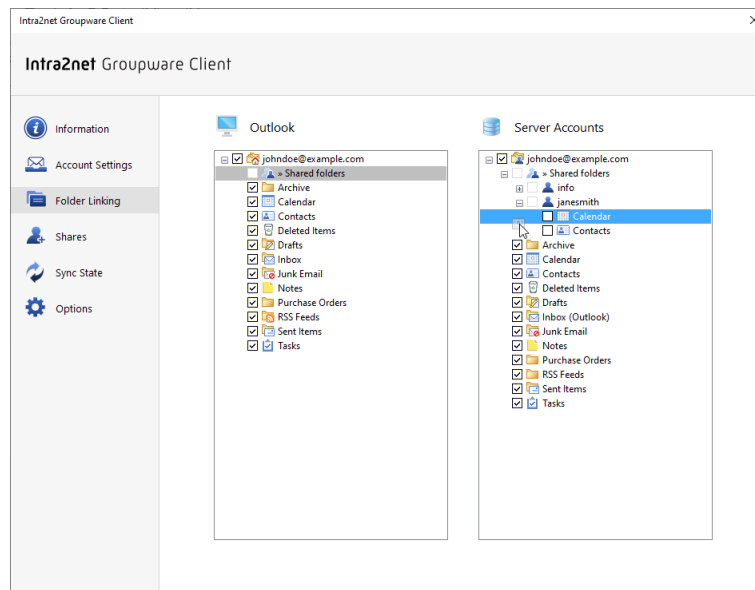 Intra2net Groupware Client
Intra2net Groupware Client
Information
Account Settings
Folder Linking
Shares
Sync State
Options
Outlook
johndoe@example.com
» Shared folders
Archive
Calendar
Contacts
Deleted Items
Drafts
Inbox
Junk Email
Notes
Purchase Orders
RSS Feeds
Sent Items
Tasks
Server Accounts
johndoe@example.com
» Shared folders
info
janesmith
Calendar
Contacts
Archive
Calendar
Contacts
Deleted Items
Drafts
Inbox (Outlook)
Junk Email
Notes
Purchase Orders
RSS Feeds
Sent Items
Tasks